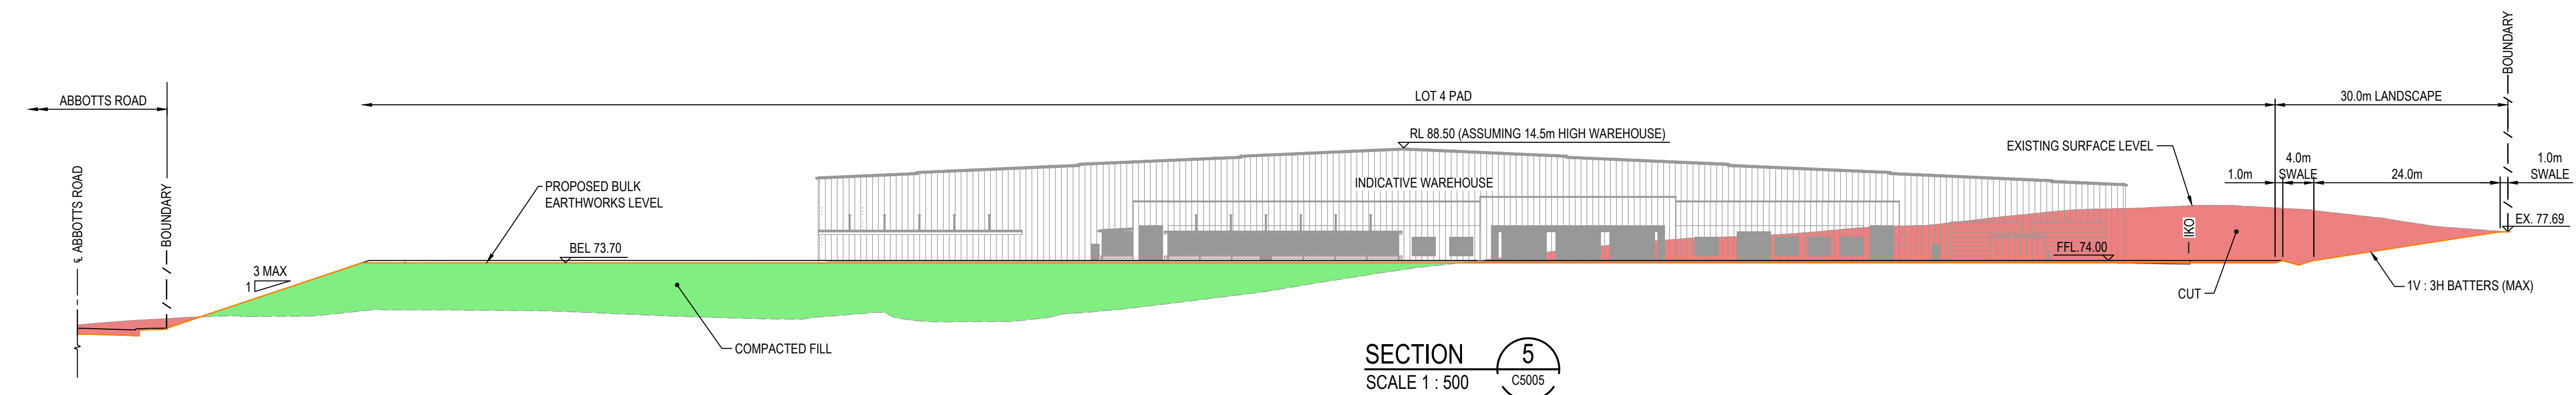 ABBOTTS ROAD
℄ ABBOTTS ROAD
BOUNDARY
3 MAX
1
PROPOSED BULK
EARTHWORKS LEVEL
BEL 73.70
COMPACTED FILL
LOT 4 PAD
RL 88.50 (ASSUMING 14.5m HIGH WAREHOUSE)
INDICATIVE WAREHOUSE
FFL.74.00
EXISTING SURFACE LEVEL
IKO
CUT
30.0m LANDSCAPE
1.0m
4.0m
SWALE
24.0m
1.0m
SWALE
BOUNDARY
EX. 77.69
1V : 3H BATTERS (MAX)
SECTION
SCALE 1 : 500
5
C5005